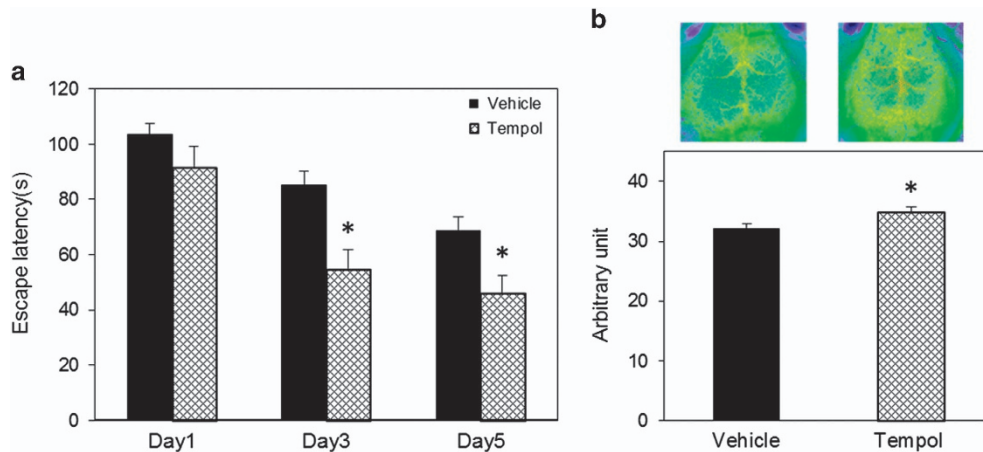 a
Escape latency(s)
120
100
80
60
40
20
0
Vehicle
Tempol
*
*
Day1
Day3
Day5
b
Arbitrary unit
40
30
20
10
0
*
Vehicle
Tempol